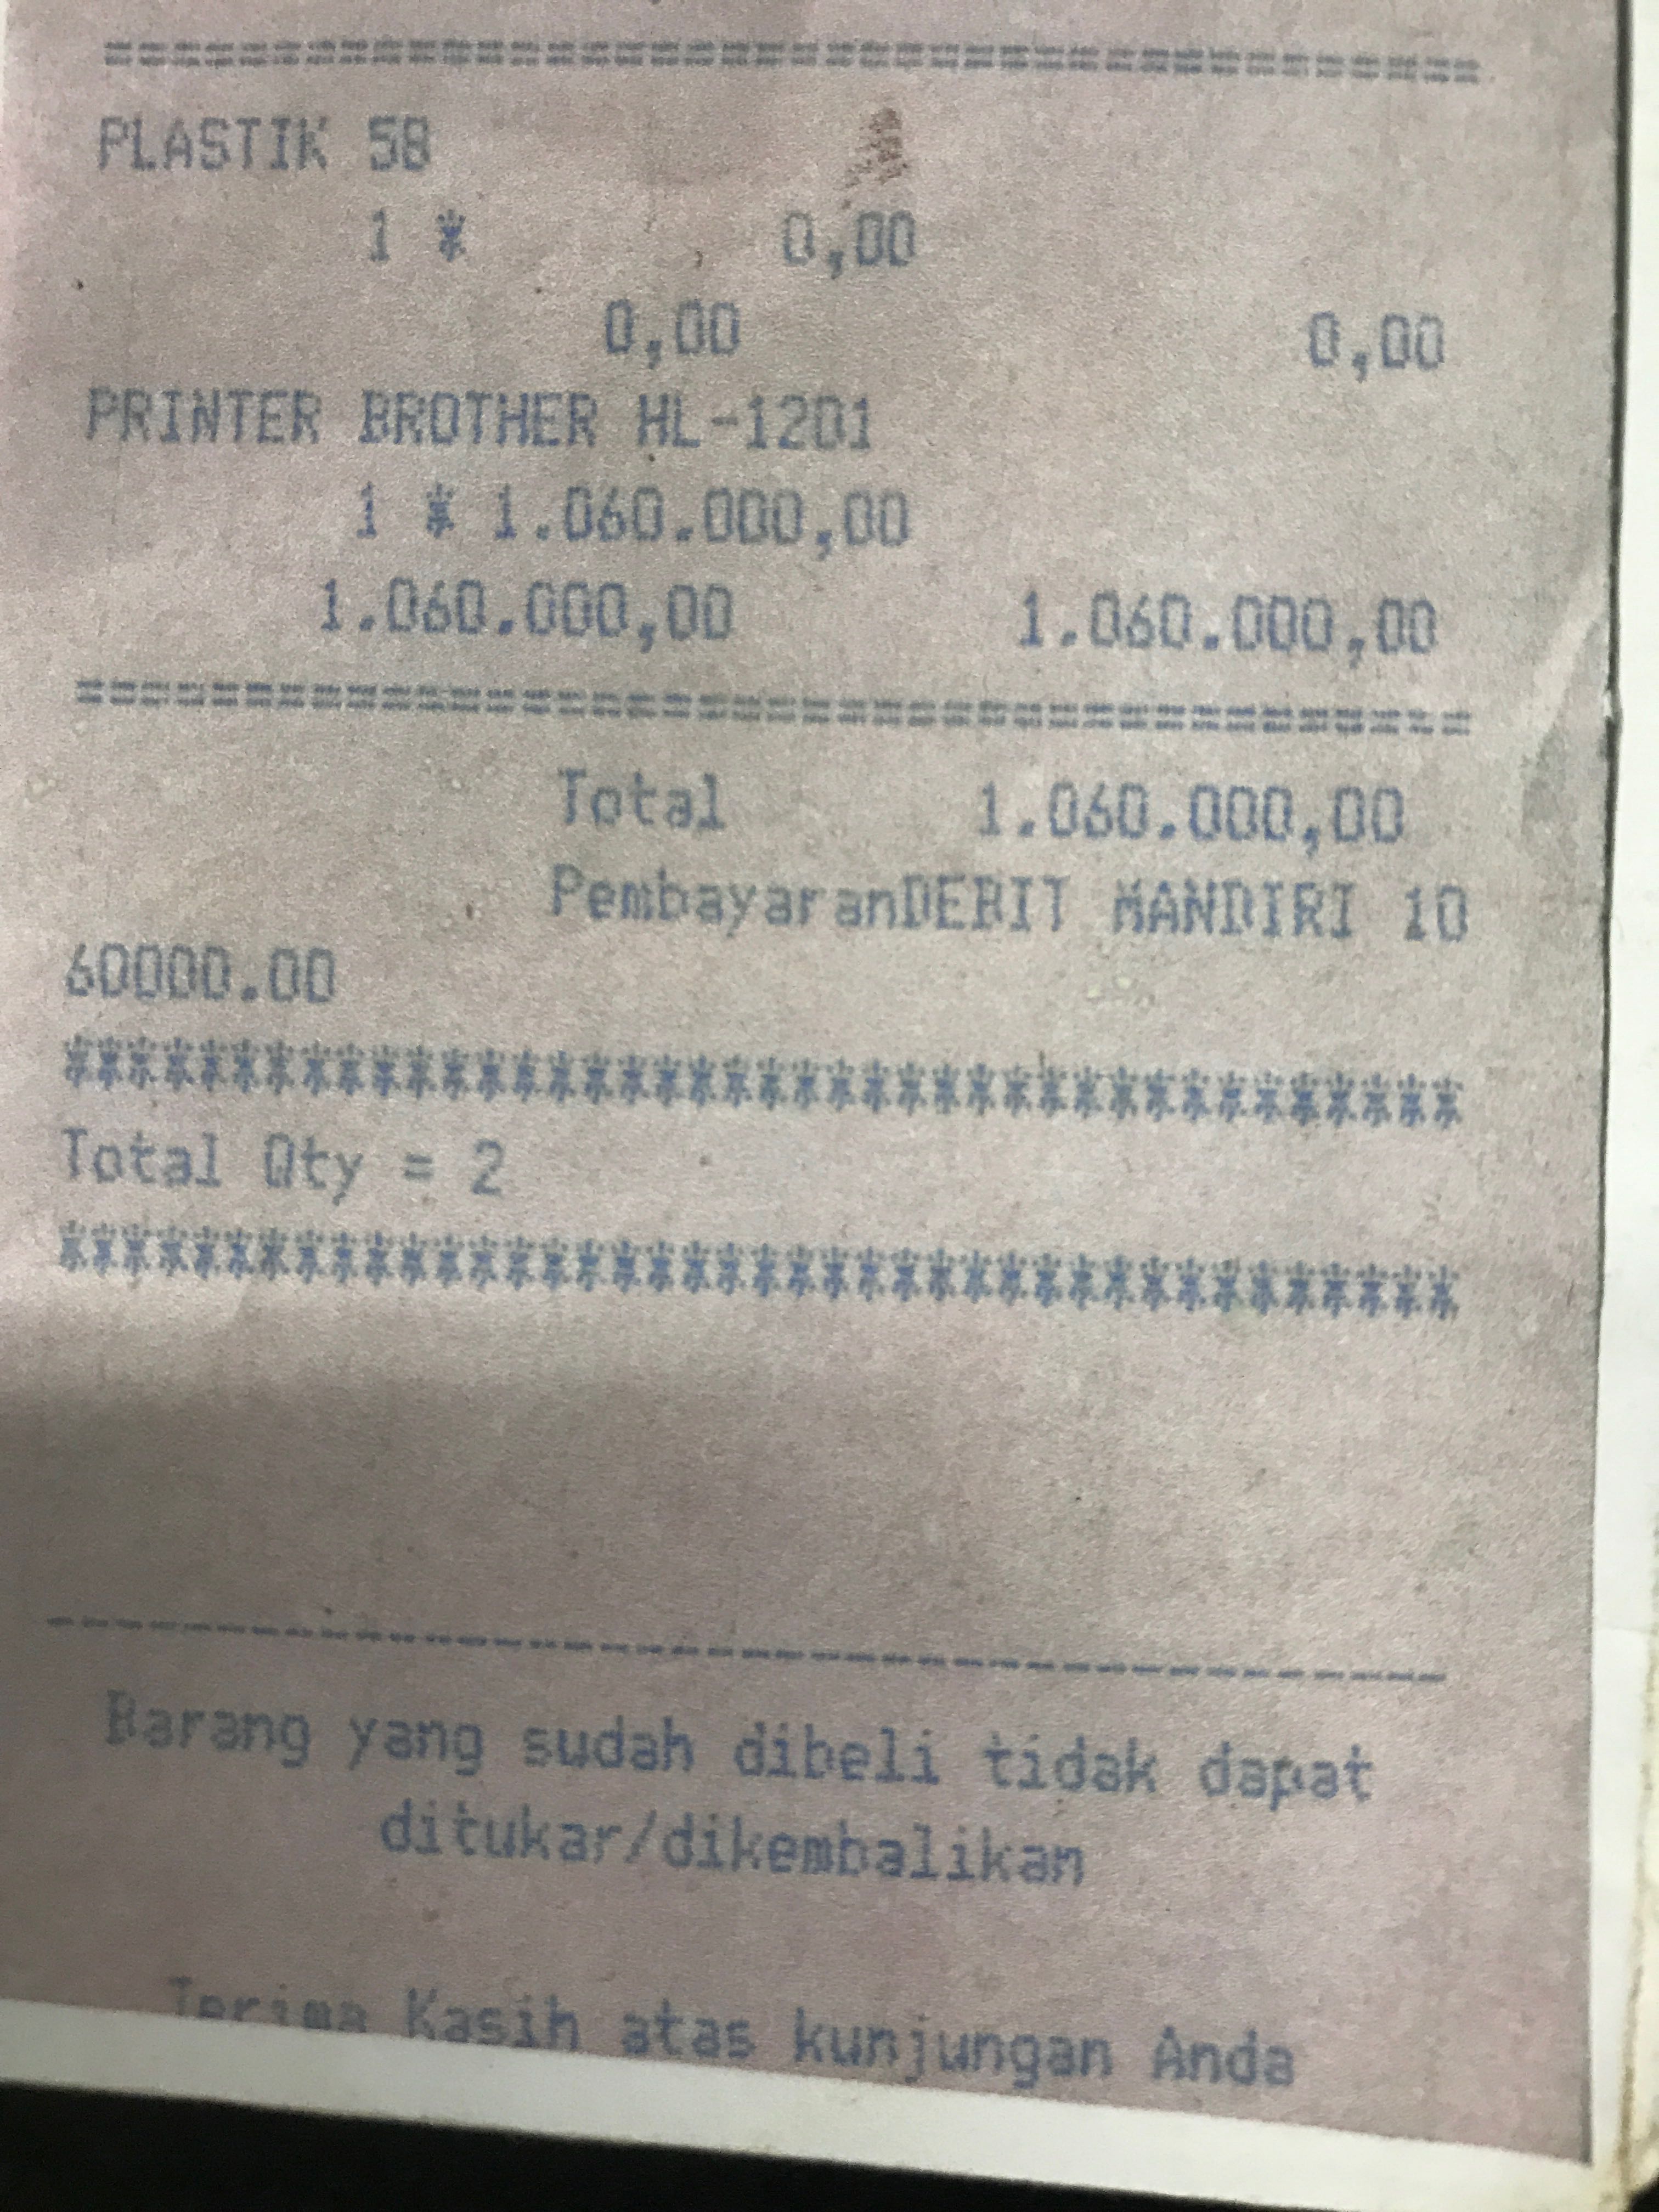 ==========================================
PLASTIK 58
1 * 0,00
0,00 0,00
PRINTER BROTHER HL-1201
1 * 1.060.000,00
1.060.000,00 1.060.000,00
==========================================
Total 1.060.000,00
PembayaranDEBIT MANDIRI 10
60000.00
****************************************
Total Qty = 2
****************************************
----------------------------------------
Barang yang sudah dibeli tidak dapat
ditukar/dikembalikan
Terima Kasih atas kunjungan Anda